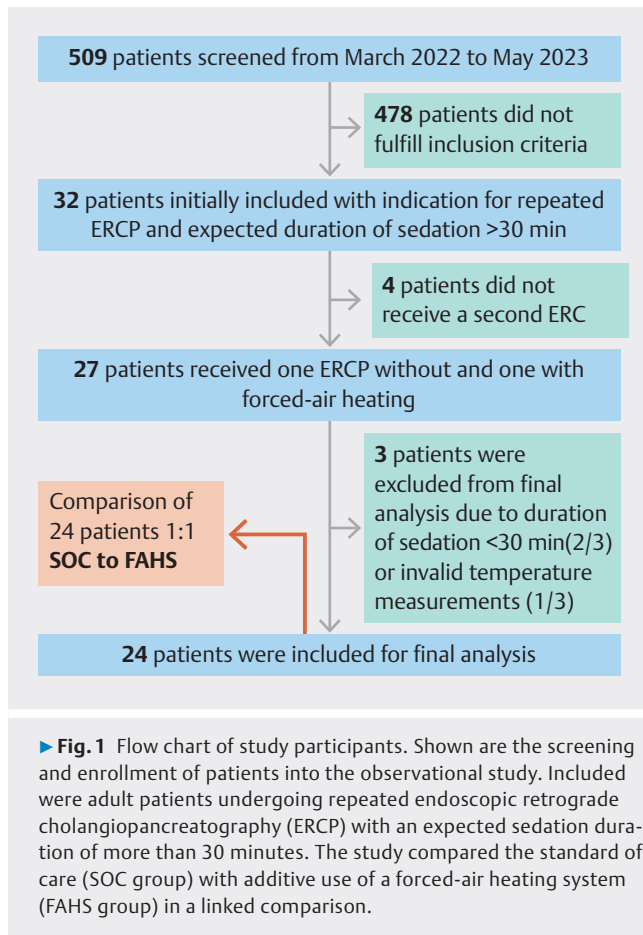 509 patients screened from March 2022 to May 2023
478 patients did not
fulfill inclusion criteria
32 patients initially included with indication for repeated
ERCP and expected duration of sedation >30 min
4 patients did not
receive a second ERC
27 patients received one ERCP without and one with
forced-air heating
3 patients were
excluded from final
analysis due to duration
of sedation <30 min(2/3)
or invalid temperature
measurements (1/3)
Comparison of
24 patients 1:1
SOC to FAHS
24 patients were included for final analysis
▶ Fig. 1 Flow chart of study participants. Shown are the screening
and enrollment of patients into the observational study. Included
were adult patients undergoing repeated endoscopic retrograde
cholangiopancreatography (ERCP) with an expected sedation dura-
tion of more than 30 minutes. The study compared the standard of
care (SOC group) with additive use of a forced-air heating system
(FAHS group) in a linked comparison.